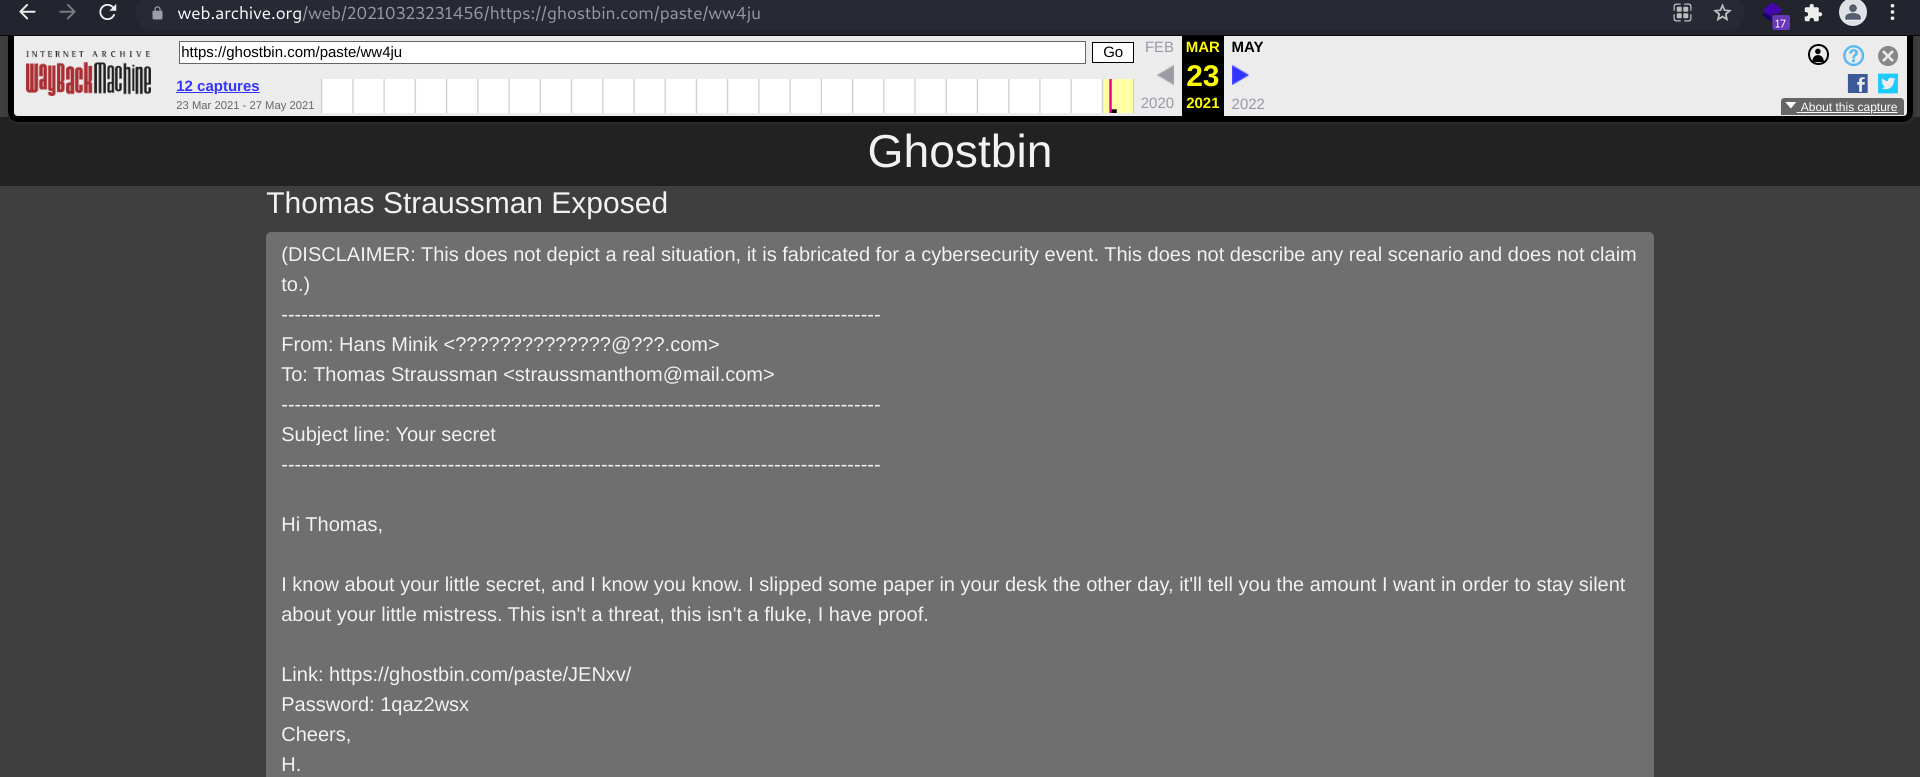 web.archive.org/web/20210323231456/https://ghostbin.com/paste/ww4ju
17
INTERNET ARCHIVE
WayBackMachine
https://ghostbin.com/paste/ww4ju
Go
FEB
MAR
MAY
12 captures
23
23 Mar 2021 - 27 May 2021
2020
2021
2022
About this capture
Ghostbin
Thomas Straussman Exposed
(DISCLAIMER: This does not depict a real situation, it is fabricated for a cybersecurity event. This does not describe any real scenario and does not claim
to.)
------------------------------------------------------------------------------------------
From: Hans Minik <??????????????@???.com>
To: Thomas Straussman <straussmanthom@mail.com>
------------------------------------------------------------------------------------------
Subject line: Your secret
------------------------------------------------------------------------------------------
Hi Thomas,
I know about your little secret, and I know you know. I slipped some paper in your desk the other day, it'll tell you the amount I want in order to stay silent
about your little mistress. This isn't a threat, this isn't a fluke, I have proof.
Link: https://ghostbin.com/paste/JENxv/
Password: 1qaz2wsx
Cheers,
H.